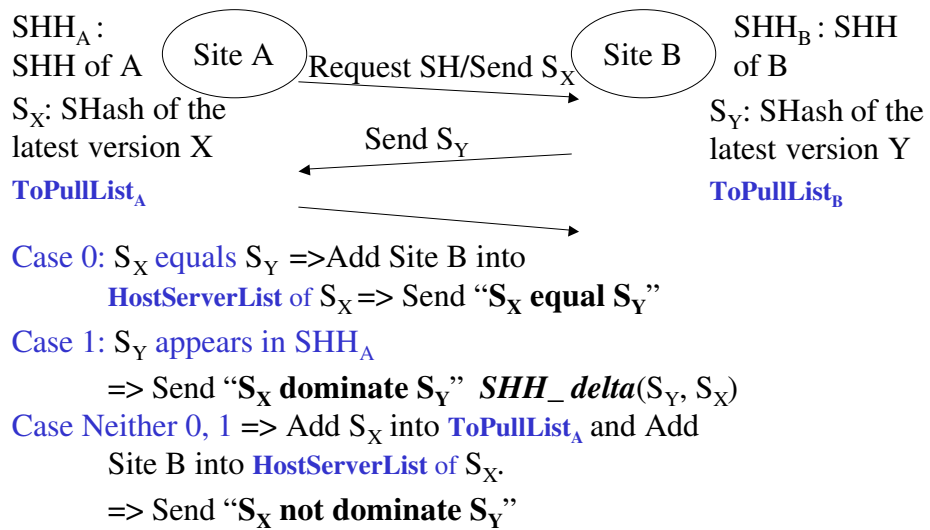 SHH_A :
SHH of A
Site A
Request SH/Send S_X
Site B
SHH_B : SHH
of B
S_X: SHash of the
latest version X
Send S_Y
S_Y: SHash of the
latest version Y
ToPullList_A
ToPullList_B
Case 0: S_X equals S_Y =>Add Site B into
HostServerList of S_X => Send “S_X equal S_Y”
Case 1: S_Y appears in SHH_A
=> Send “S_X dominate S_Y” SHH_delta(S_Y, S_X)
Case Neither 0, 1 => Add S_X into ToPullList_A and Add
Site B into HostServerList of S_X.
=> Send “S_X not dominate S_Y”